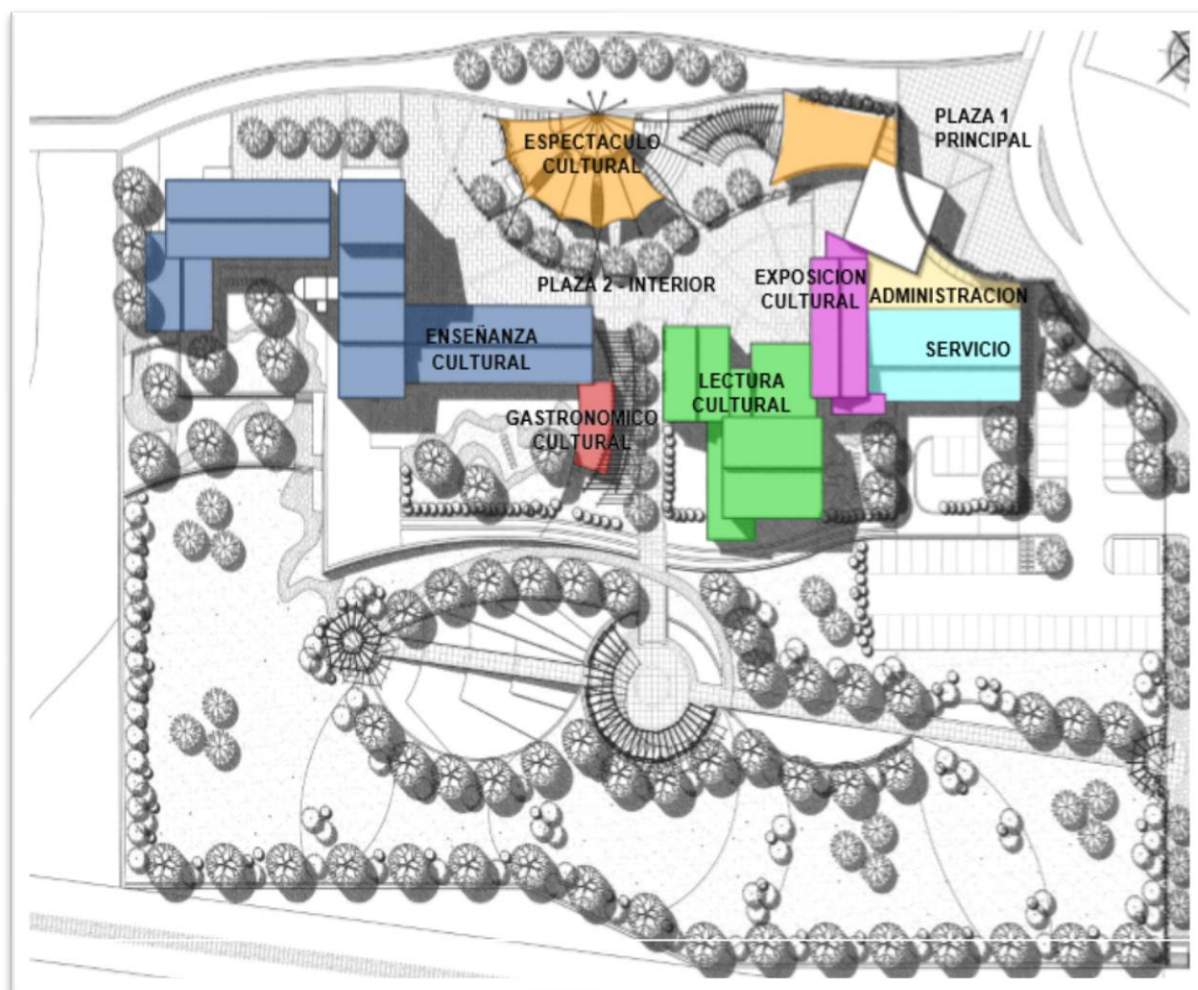 PLAZA 1
PRINCIPAL
ESPECTACULO
CULTURAL
PLAZA 2 - INTERIOR
EXPOSICION
CULTURAL
ADMINISTRACION
ENSEÑANZA
CULTURAL
SERVICIO
LECTURA
CULTURAL
GASTRONOMICO
CULTURAL